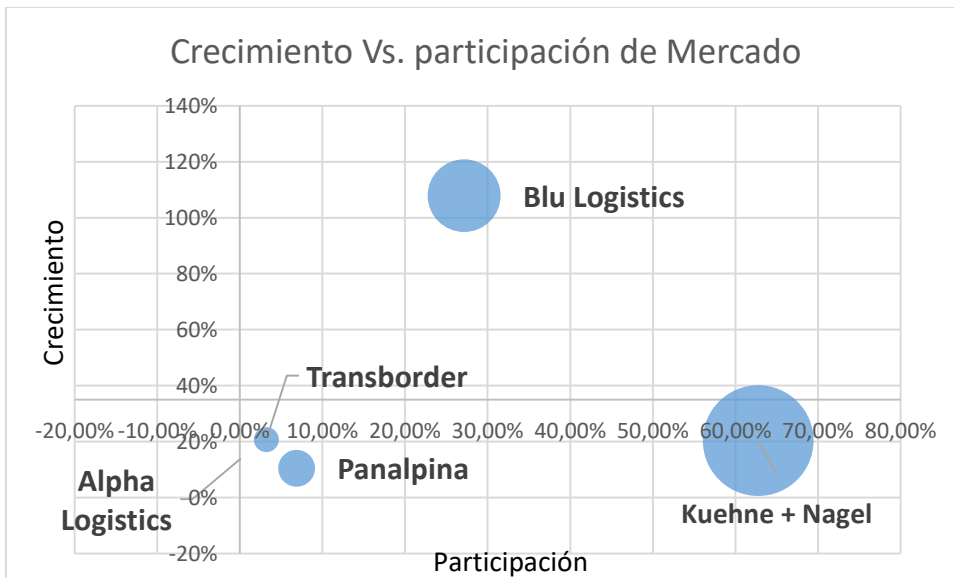 Crecimiento Vs. participación de Mercado
140%
120%
100%
80%
60%
40%
20%
-0%
-20%
Crecimiento
Blu Logistics
Transborder
-20,00% -10,00% 0,00% 10,00% 20,00% 30,00% 40,00% 50,00% 60,00% 70,00% 80,00%
Panalpina
Alpha
Logistics
Kuehne + Nagel
Participación